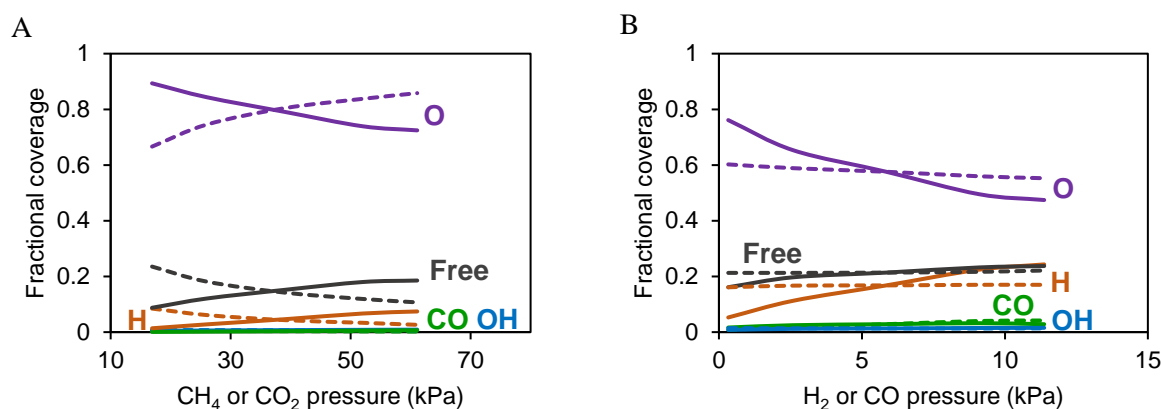 A
Fractional coverage
1
0.8
0.6
0.4
0.2
0
O
Free
H
CO OH
10 30 50 70
CH₄ or CO₂ pressure (kPa)
B
Fractional coverage
1
0.8
0.6
0.4
0.2
0
O
Free
H
CO
OH
0 5 10 15
H₂ or CO pressure (kPa)